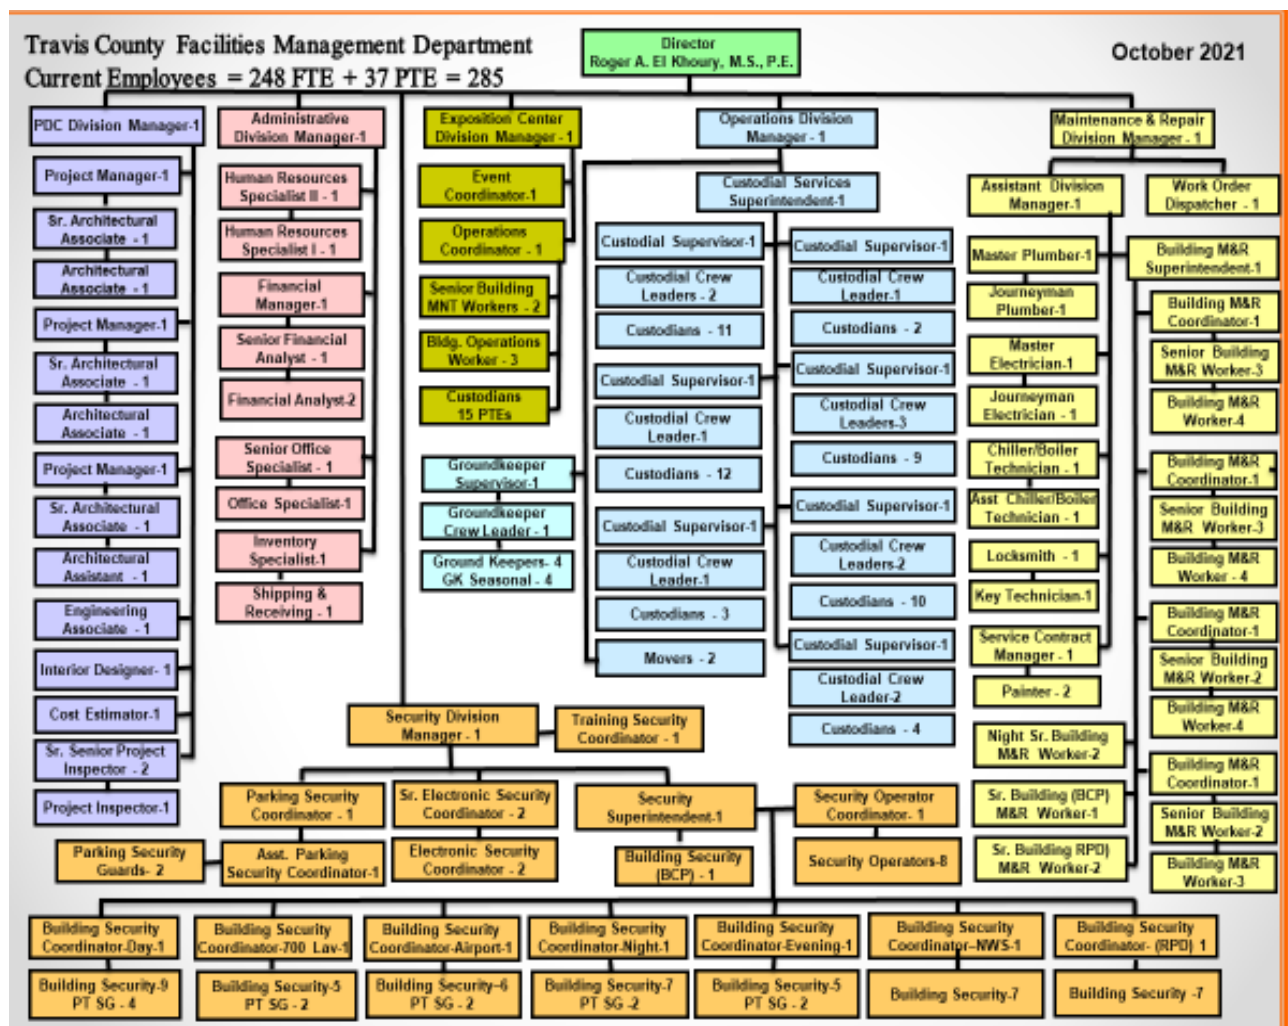 Travis County Facilities Management Department
Current Employees = 248 FTE + 37 PTE = 285
Director
Roger A. El Khoury, M.S., P.E.
October 2021
PDC Division Manager-1
Project Manager-1
Sr. Architectural
Associate - 1
Architectural
Associate - 1
Project Manager-1
Sr. Architectural
Associate - 1
Architectural
Associate - 1
Project Manager-1
Sr. Architectural
Associate - 1
Architectural
Assistant - 1
Engineering
Associate - 1
Interior Designer- 1
Cost Estimator-1
Sr. Senior Project
Inspector - 2
Project Inspector-1
Administrative
Division Manager-1
Human Resources
Specialist II - 1
Human Resources
Specialist I - 1
Financial
Manager-1
Senior Financial
Analyst - 1
Financial Analyst-2
Senior Office
Specialist - 1
Office Specialist-1
Inventory
Specialist-1
Shipping &
Receiving - 1
Exposition Center
Division Manager - 1
Event
Coordinator-1
Operations
Coordinator - 1
Senior Building
MNT Workers - 2
Bldg. Operations
Worker - 3
Custodians
15 PTEs
Operations Division
Manager - 1
Groundkeeper
Supervisor-1
Groundkeeper
Crew Leader - 1
Ground Keepers- 4
GK Seasonal - 4
Custodial Services
Superintendent-1
Custodial Supervisor-1
Custodial Crew
Leaders - 2
Custodians - 11
Custodial Supervisor-1
Custodial Crew
Leader-1
Custodians - 12
Custodial Supervisor-1
Custodial Crew
Leader-1
Custodians - 3
Movers - 2
Custodial Supervisor-1
Custodial Crew
Leader-1
Custodians - 2
Custodial Supervisor-1
Custodial Crew
Leaders-3
Custodians - 9
Custodial Supervisor-1
Custodial Crew
Leaders-2
Custodians - 10
Custodial Supervisor-1
Custodial Crew
Leader-2
Custodians - 4
Maintenance & Repair
Division Manager - 1
Assistant Division
Manager-1
Master Plumber-1
Journeyman
Plumber-1
Master
Electrician-1
Journeyman
Electrician - 1
Chiller/Boiler
Technician - 1
Asst Chiller/Boiler
Technician - 1
Locksmith - 1
Key Technician-1
Service Contract
Manager - 1
Painter - 2
Night Sr. Building
M&R Worker-2
Sr. Building (BCP)
M&R Worker-1
Sr. Building RPD)
M&R Worker-2
Work Order
Dispatcher - 1
Building M&R
Superintendent-1
Building M&R
Coordinator-1
Senior Building
M&R Worker-3
Building M&R
Worker-4
Building M&R
Coordinator-1
Senior Building
M&R Worker-3
Building M&R
Worker - 4
Building M&R
Coordinator-1
Senior Building
M&R Worker-2
Building M&R
Worker-4
Building M&R
Coordinator-1
Senior Building
M&R Worker-2
Building M&R
Worker-3
Security Division
Manager - 1
Training Security
Coordinator - 1
Parking Security
Coordinator - 1
Sr. Electronic Security
Coordinator - 2
Security
Superintendent-1
Security Operator
Coordinator- 1
Parking Security
Guards- 2
Asst. Parking
Security Coordinator-1
Electronic Security
Coordinator - 2
Building Security
(BCP) - 1
Security Operators-8
Building Security
Coordinator-Day-1
Building Security
Coordinator-700 Lav-1
Building Security
Coordinator-Airport-1
Building Security
Coordinator-Night-1
Building Security
Coordinator-Evening-1
Building Security
Coordinator-NWS-1
Building Security
Coordinator- (RPD) 1
Building Security-9
PT SG - 4
Building Security-5
PT SG - 2
Building Security-6
PT SG - 2
Building Security-7
PT SG -2
Building Security-5
PT SG - 2
Building Security-7
Building Security -7